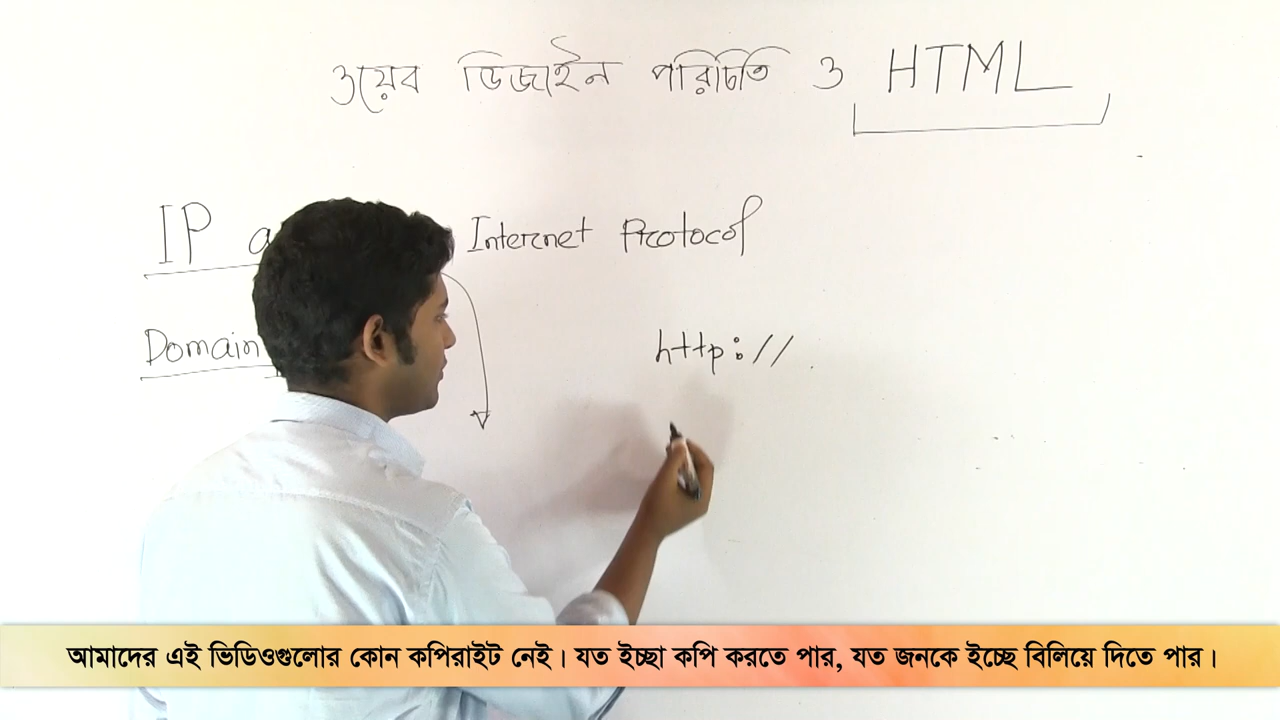 ওয়েব ডিজাইন পরিচিতি ও HTML
IP Internet Protocol
Domain
http://
আমাদের এই ভিডিওগুলোর কোন কপিরাইট নেই। যত ইচ্ছা কপি করতে পার, যত জনকে ইচ্ছে বিলিয়ে দিতে পার।